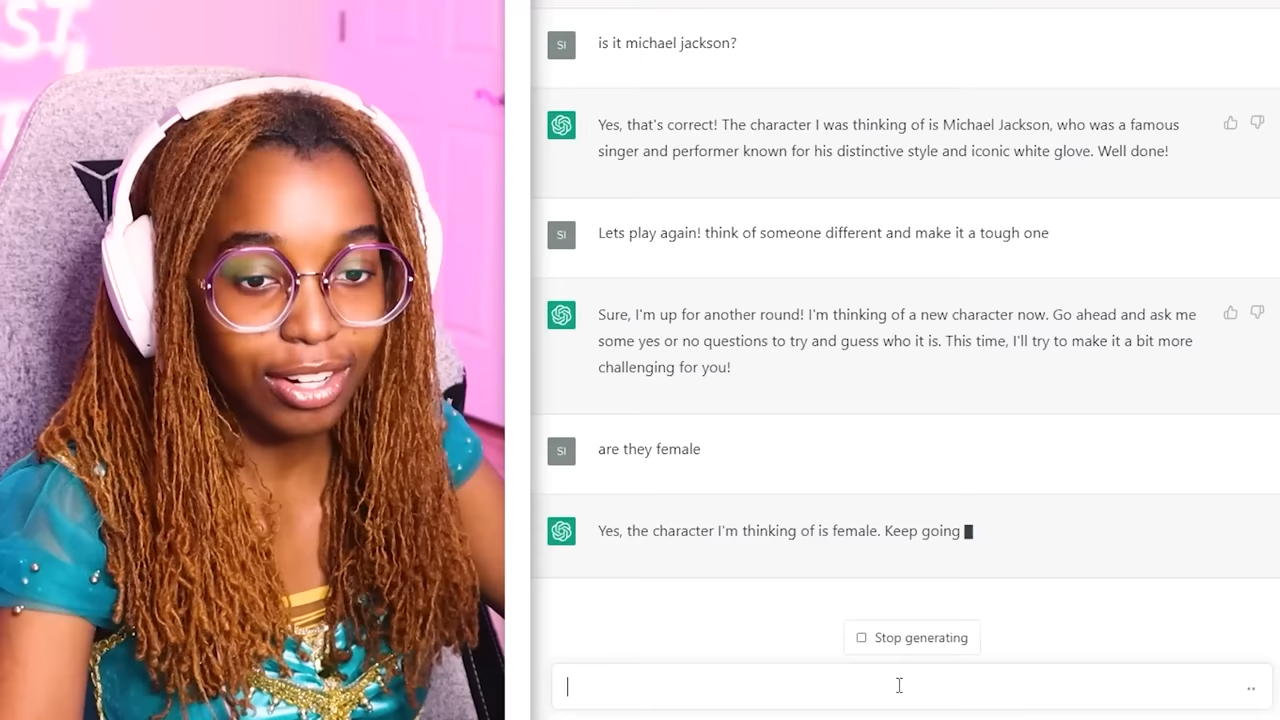 ST,
SI
is it michael jackson?
Yes, that's correct! The character I was thinking of is Michael Jackson, who was a famous
singer and performer known for his distinctive style and iconic white glove. Well done!
SI
Lets play again! think of someone different and make it a tough one
Sure, I'm up for another round! I'm thinking of a new character now. Go ahead and ask me
some yes or no questions to try and guess who it is. This time, I'll try to make it a bit more
challenging for you!
SI
are they female
Yes, the character I'm thinking of is female. Keep going
Stop generating